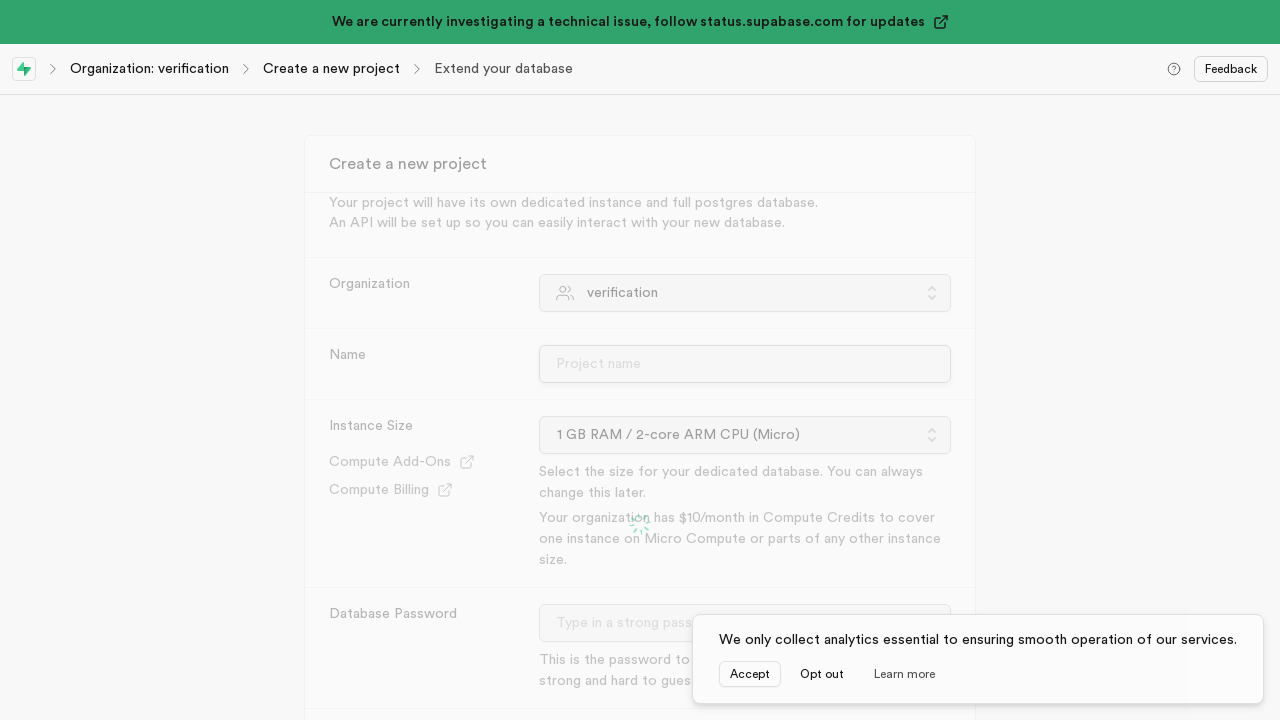 We are currently investigating a technical issue, follow status.supabase.com for updates
Organization: verification
Create a new project
Extend your database
Feedback
Create a new project
Your project will have its own dedicated instance and full postgres database.
An API will be set up so you can easily interact with your new database.
Organization
verification
Name
Project name
Instance Size
1 GB RAM / 2-core ARM CPU (Micro)
Compute Add-Ons
Compute Billing
Select the size for your dedicated database. You can always
change this later.
Your organization has $10/month in Compute Credits to cover
one instance on Micro Compute or parts of any other instance
size.
Database Password
Type in a strong pass
This is the password to
strong and hard to gues
We only collect analytics essential to ensuring smooth operation of our services.
Accept
Opt out
Learn more